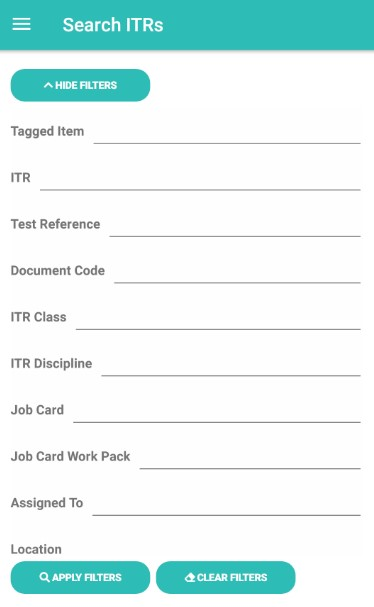 Search ITRs
HIDE FILTERS
Tagged Item
ITR
Test Reference
Document Code
ITR Class
ITR Discipline
Job Card
Job Card Work Pack
Assigned To
Location
APPLY FILTERS CLEAR FILTERS